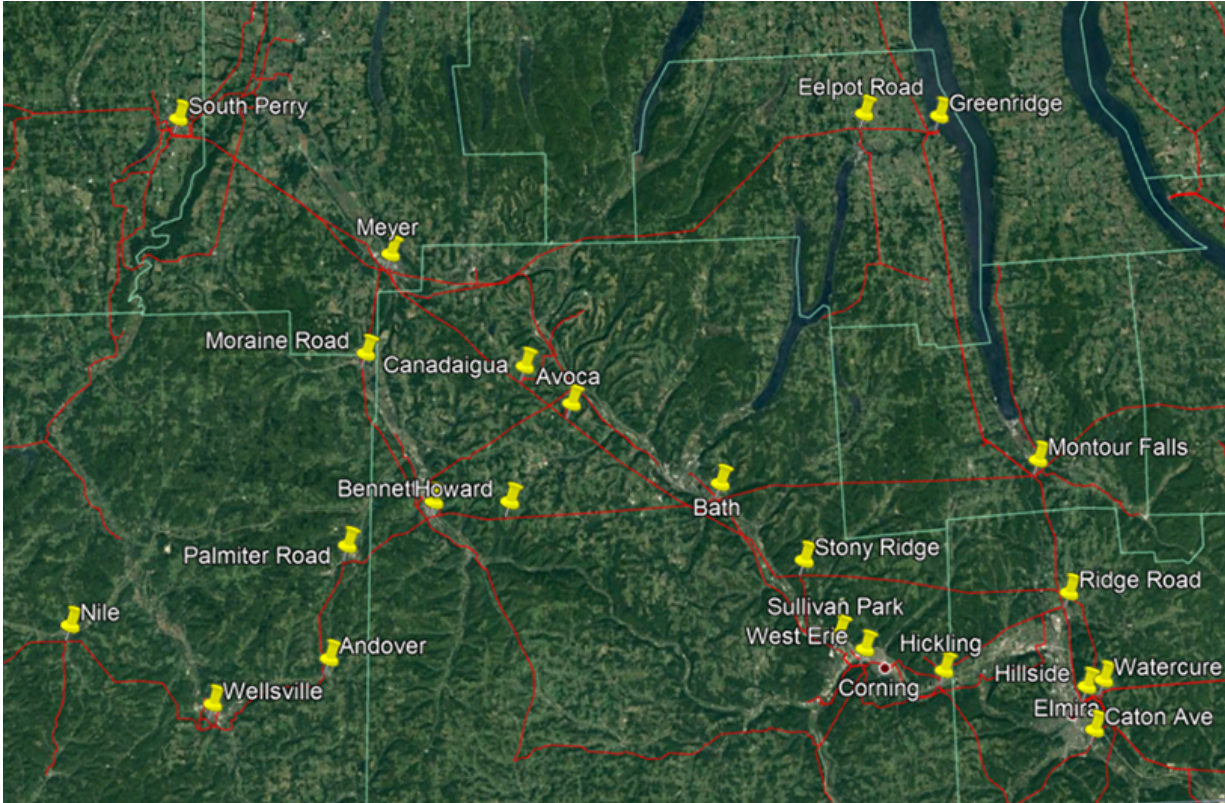 Eelpot Road
Greenridge
South Perry
Meyer
Moraine Road
Canadaigua
Avoca
Montour Falls
Bennet
Howard
Bath
Palmiter Road
Stony Ridge
Ridge Road
Nile
Sullivan Park
Andover
West Erie
Hickling
Wellsville
Corning
Hillside
Watercure
Elmira
Caton Ave